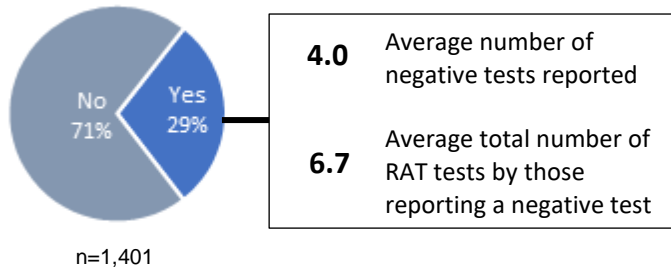 No
71%
Yes
29%
4.0
Average number of
negative tests reported
6.7
Average total number of
RAT tests by those
reporting a negative test
n=1,401